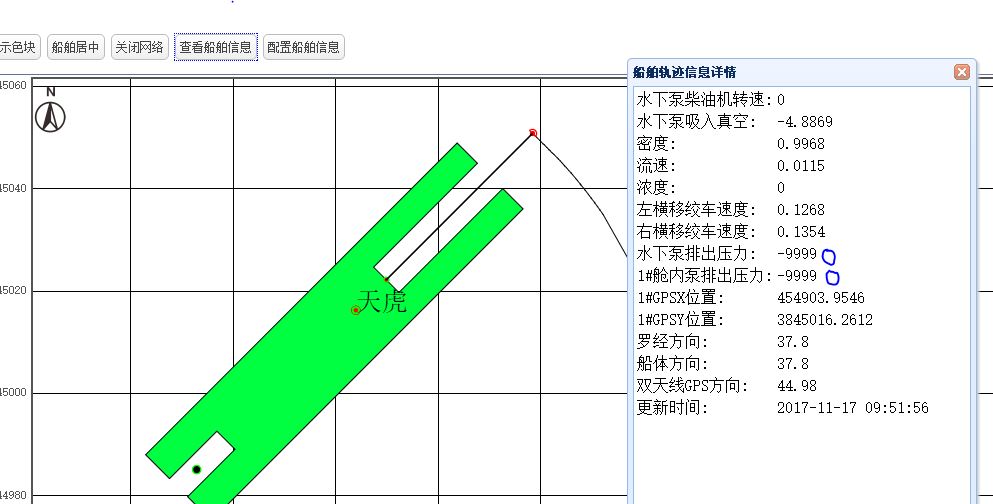 示色块 船舶居中 关闭网络 查看船舶信息 配置船舶信息
船舶轨迹信息详情
水下泵柴油机转速: 0
水下泵吸入真空: -4.8869
密度: 0.9968
流速: 0.0115
浓度: 0
左横移绞车速度: 0.1268
右横移绞车速度: 0.1354
水下泵排出压力: -9999
1#舱内泵排出压力: -9999
1#GPSX位置: 454903.9546
1#GPSY位置: 3845016.2612
罗经方向: 37.8
船体方向: 37.8
双天线GPS方向: 44.98
更新时间: 2017-11-17 09:51:56
45060
N
45040
45020
天虎
45000
44980